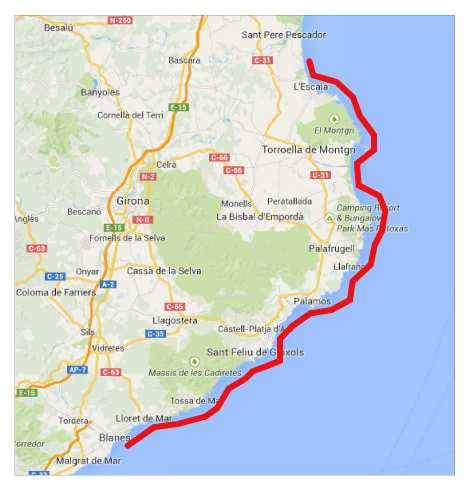 Besalú
N-260
Sant Pere Pescador
Bàscara
C-31
L'Escala
Banyoles
E-15
Cornellà del Terri
El Montgrí
Torroella de Montgrí
Celrà
C-66
C-66
N-2
C-31
Girona
Monells
Peratallada
Camping Resort
& Bungalow
Park Mas Patoxas
Bescanó
N-II
La Bisbal d'Empordà
Anglès
E-15
Fornells de la Selva
C-63
Palafrugell
Llafranc
C-25
Onyar
Cassà de la Selva
A-2
Coloma de Farners
C-65
Palamós
Llagostera
Sils
C-35
Castell-Platja d'A
Vidreres
Sant Feliu de Guíxols
AP-7
C-63
Massís de les Cadiretes
E-15
Tossa de Mar
Tordera
Lloret de Mar
Blanes
orredor
Malgrat de Mar
C-32